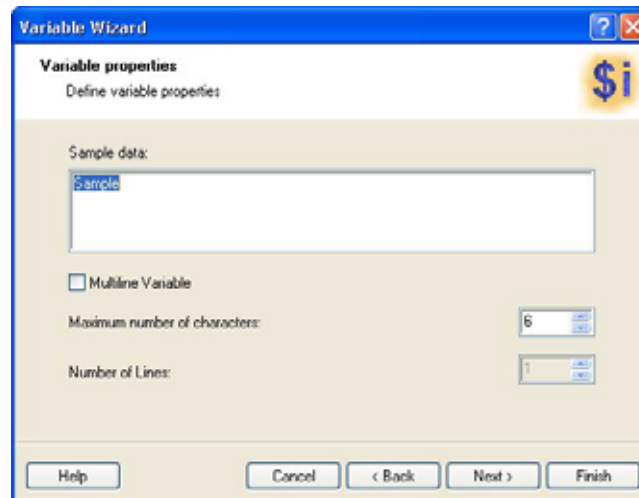 Variable Wizard
Variable properties
Define variable properties
$i
Sample data:
Sample
Multiline Variable
Maximum number of characters: 6
Number of Lines: 1
Help Cancel < Back Next > Finish